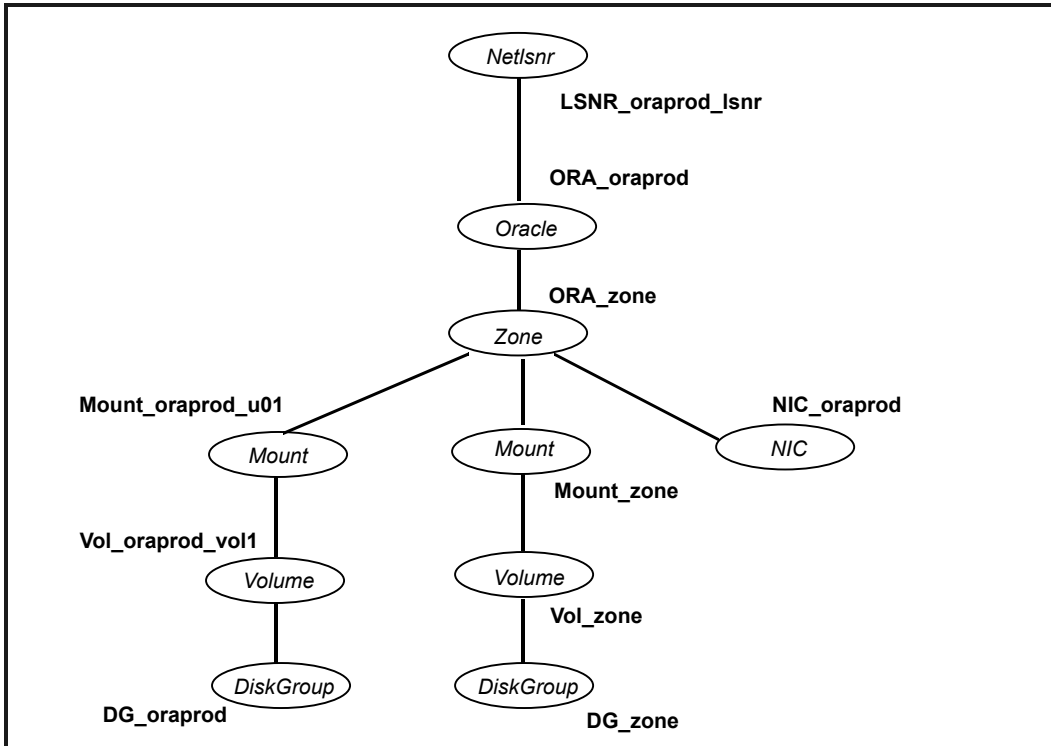 Netlsnr
LSNR_oraprod_lsnr
ORA_oraprod
Oracle
ORA_zone
Zone
Mount_oraprod_u01
NIC_oraprod
Mount
Mount
NIC
Mount_zone
Vol_oraprod_vol1
Volume
Volume
Vol_zone
DiskGroup
DiskGroup
DG_oraprod
DG_zone